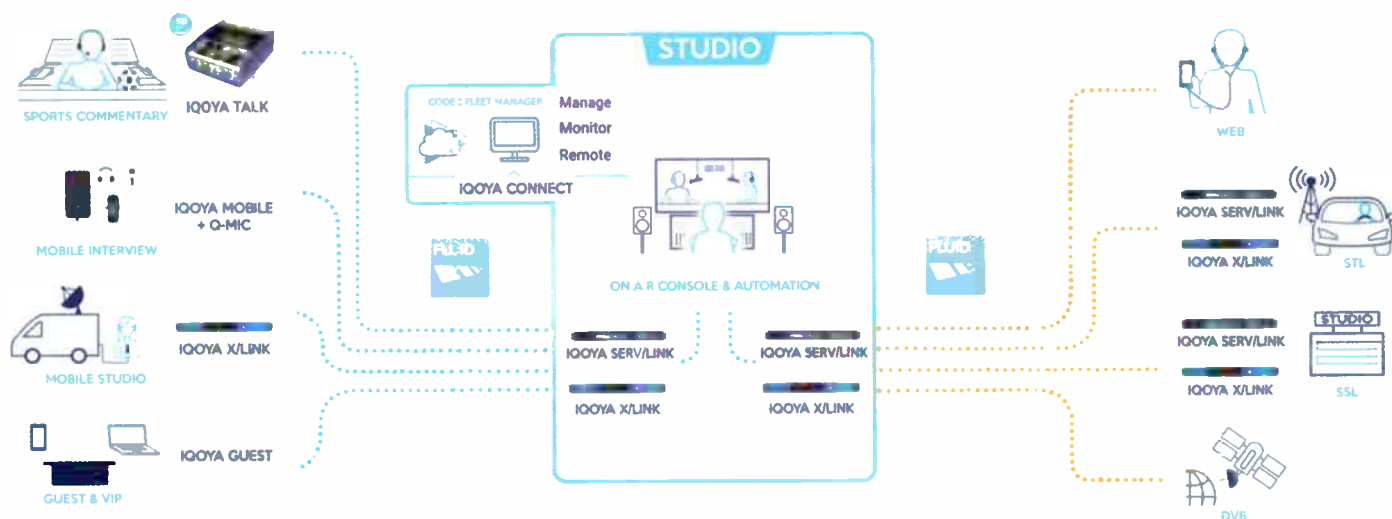 STUDIO
SPORTS COMMENTARY
IQOYA TALK
MOBILE INTERVIEW
IQOYA MOBILE
+ Q-MIC
MOBILE STUDIO
IQOYA X/LINK
GUEST & VIP
IQOYA GUEST
FLEET MANAGER
Manage
Monitor
Remote
IQOYA CONNECT
ON A R CONSOLE & AUTOMATION
IQOYA SERV/LINK
IQOYA X/LINK
IQOYA SERV/LINK
IQOYA X/LINK
WEB
IQOYA SERV/LINK
IQOYA X/LINK
STL
STUDIO
IQOYA SERV/LINK
IQOYA X/LINK
SSL
DVB